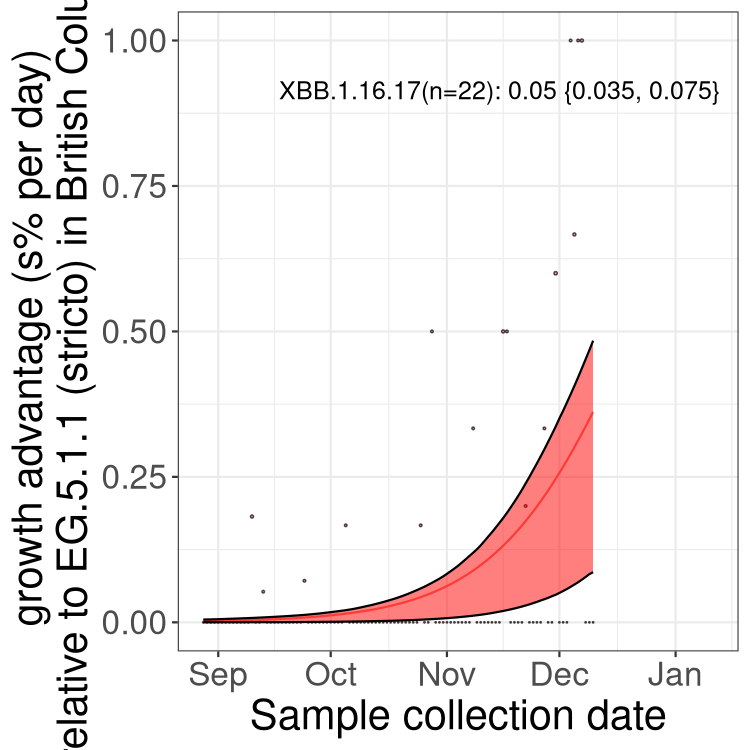 growth advantage (s% per day)
relative to EG.5.1.1 (stricto) in British
1.00
0.75
0.50
0.25
0.00
XBB.1.16.17(n=22): 0.05 {0.035, 0.075}
Sep Oct Nov Dec Jan
Sample collection date